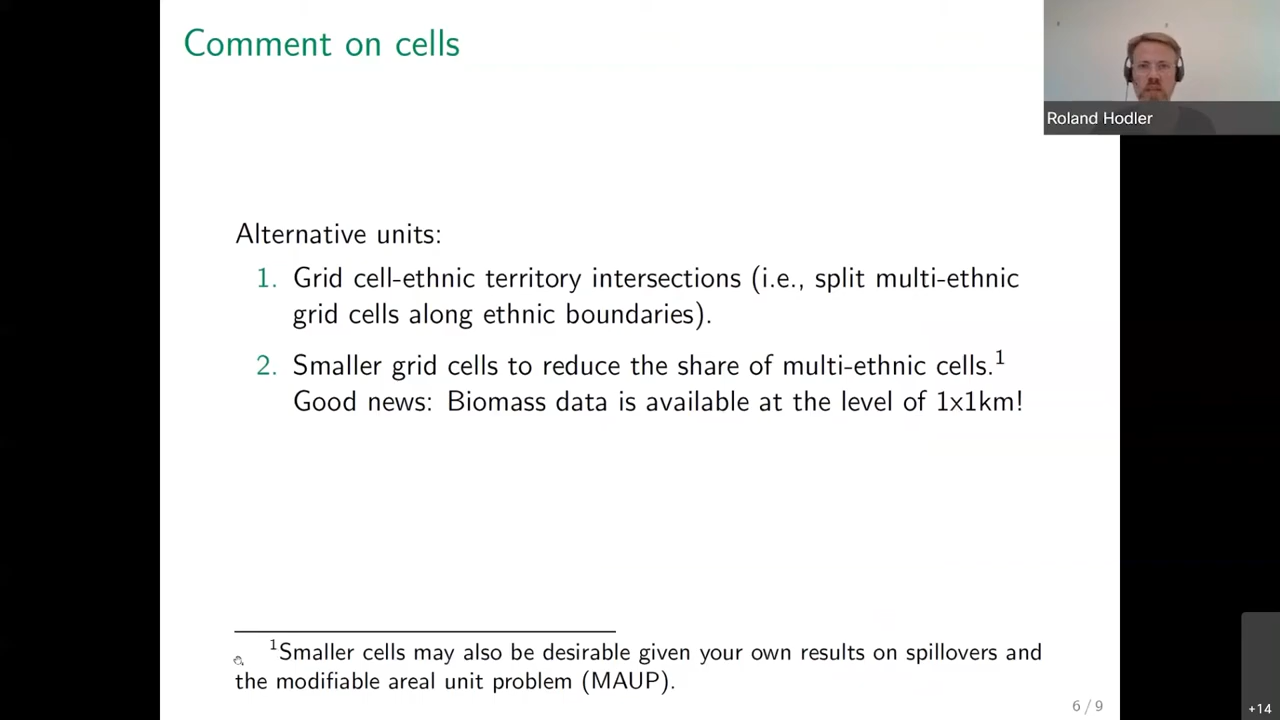 Comment on cells
Roland Hodler
Alternative units:
1. Grid cell-ethnic territory intersections (i.e., split multi-ethnic
grid cells along ethnic boundaries).
2. Smaller grid cells to reduce the share of multi-ethnic cells.¹
Good news: Biomass data is available at the level of 1x1km!
¹Smaller cells may also be desirable given your own results on spillovers and
the modifiable areal unit problem (MAUP).
6 / 9
+14